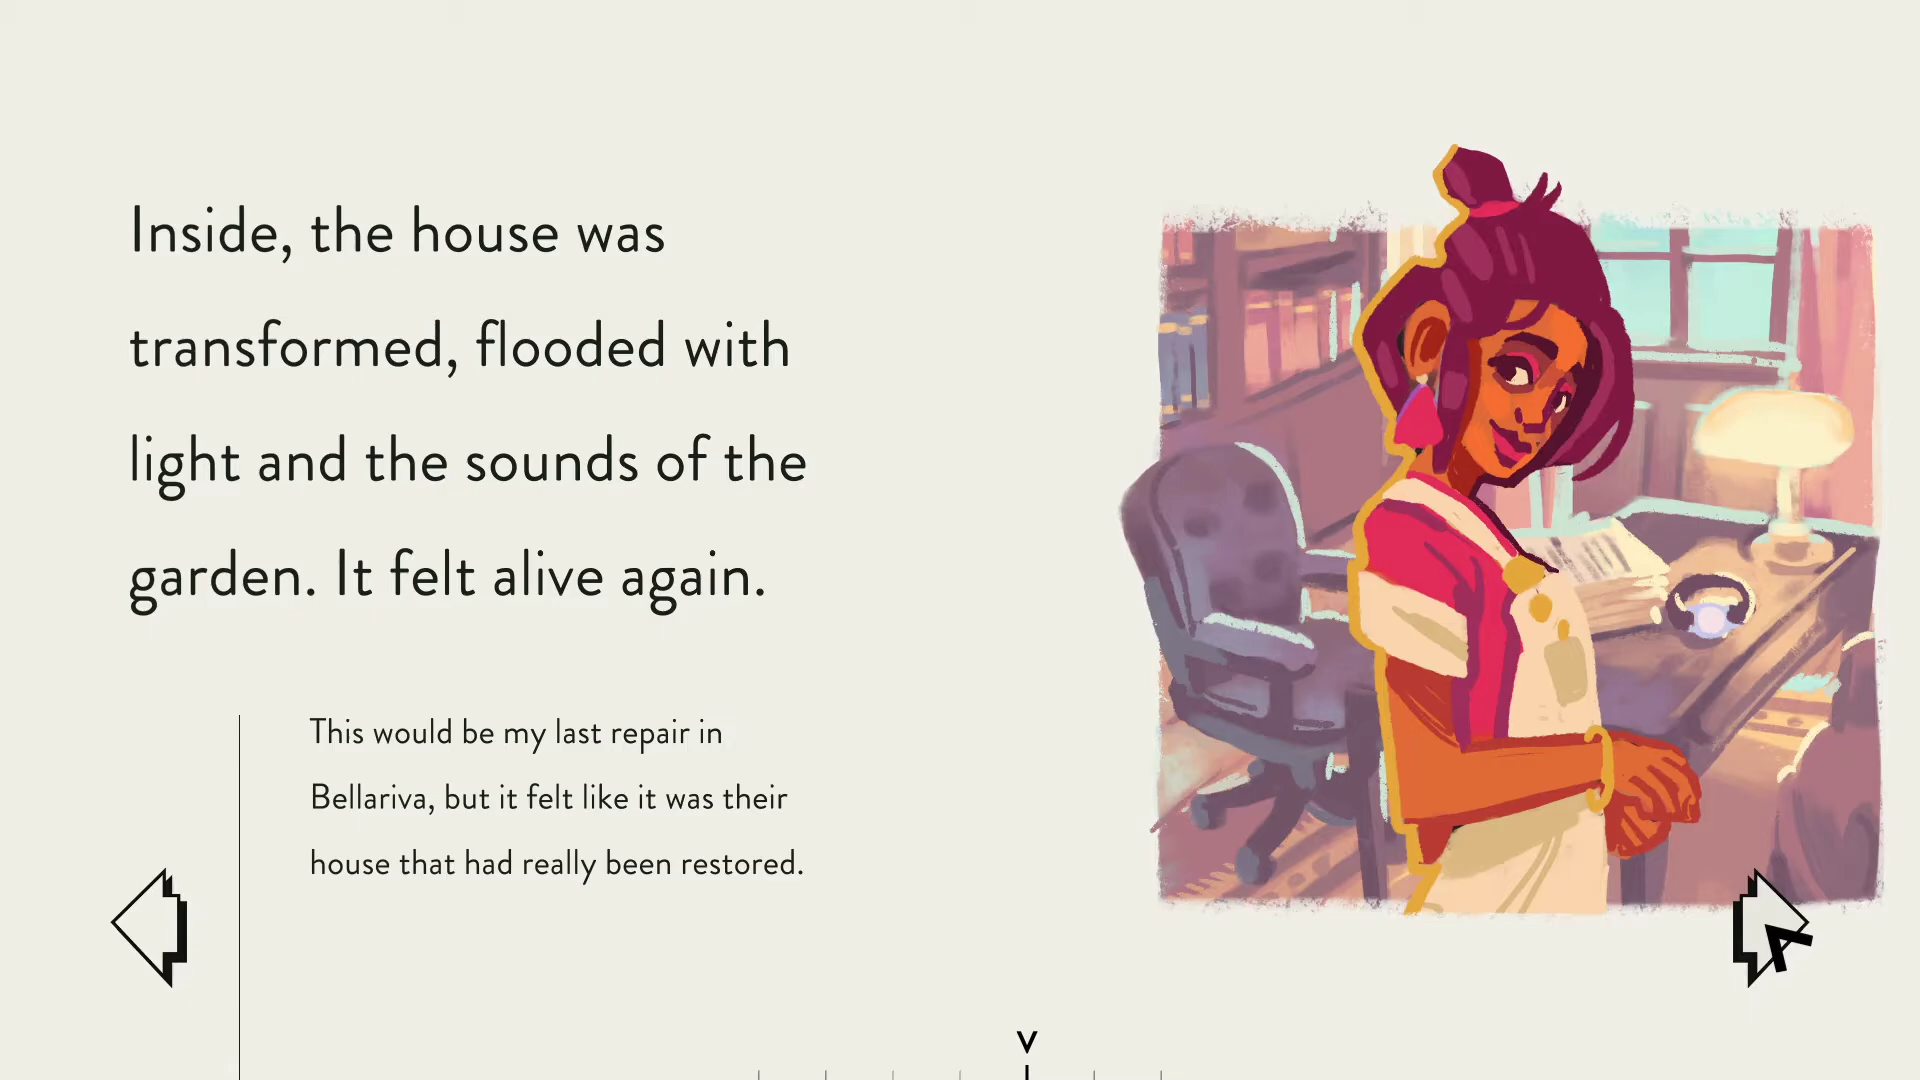 Inside, the house was
transformed, flooded with
light and the sounds of the
garden. It felt alive again.
This would be my last repair in
Bellariva, but it felt like it was their
house that had really been restored.